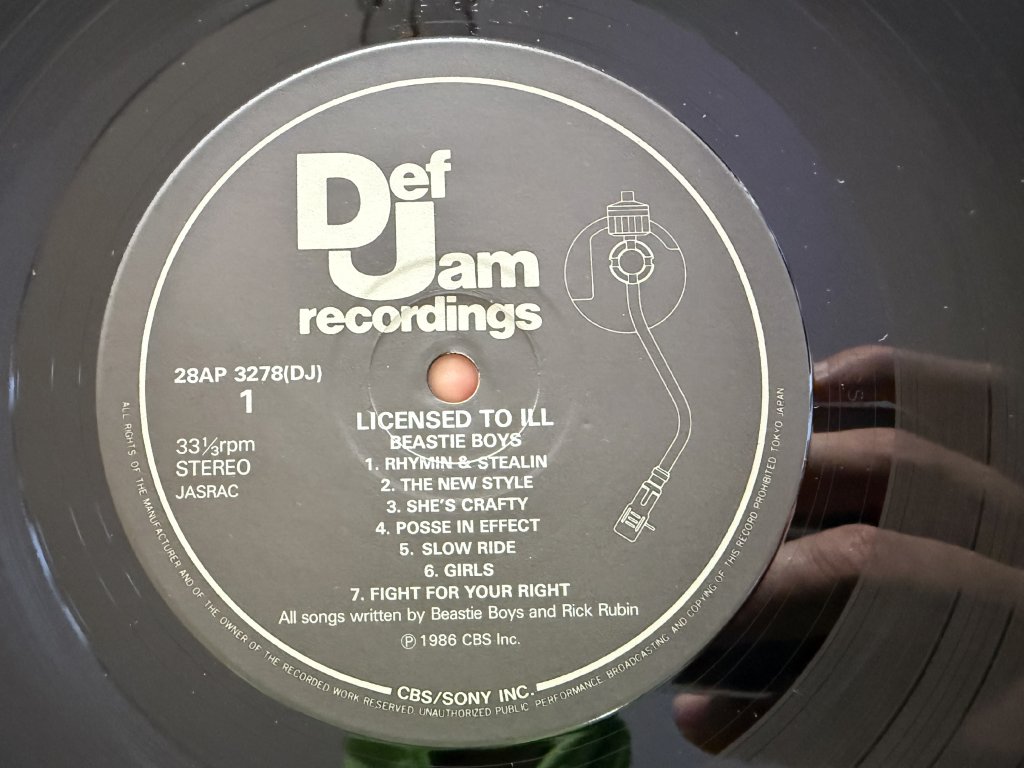 Def
Jam
recordings
28AP 3278(DJ)
1
33⅓rpm
STEREO
JASRAC
LICENSED TO ILL
BEASTIE BOYS
1. RHYMIN & STEALIN
2. THE NEW STYLE
3. SHE'S CRAFTY
4. POSSE IN EFFECT
5. SLOW RIDE
6. GIRLS
7. FIGHT FOR YOUR RIGHT
All songs written by Beastie Boys and Rick Rubin
℗ 1986 CBS Inc.
CBS/SONY INC.
ALL RIGHTS OF THE MANUFACTURER AND OF THE OWNER OF THE RECORDED WORK RESERVED. UNAUTHORIZED PUBLIC PERFORMANCE BROADCASTING AND COPYING OF THIS RECORD PROHIBITED TOKYO JAPAN